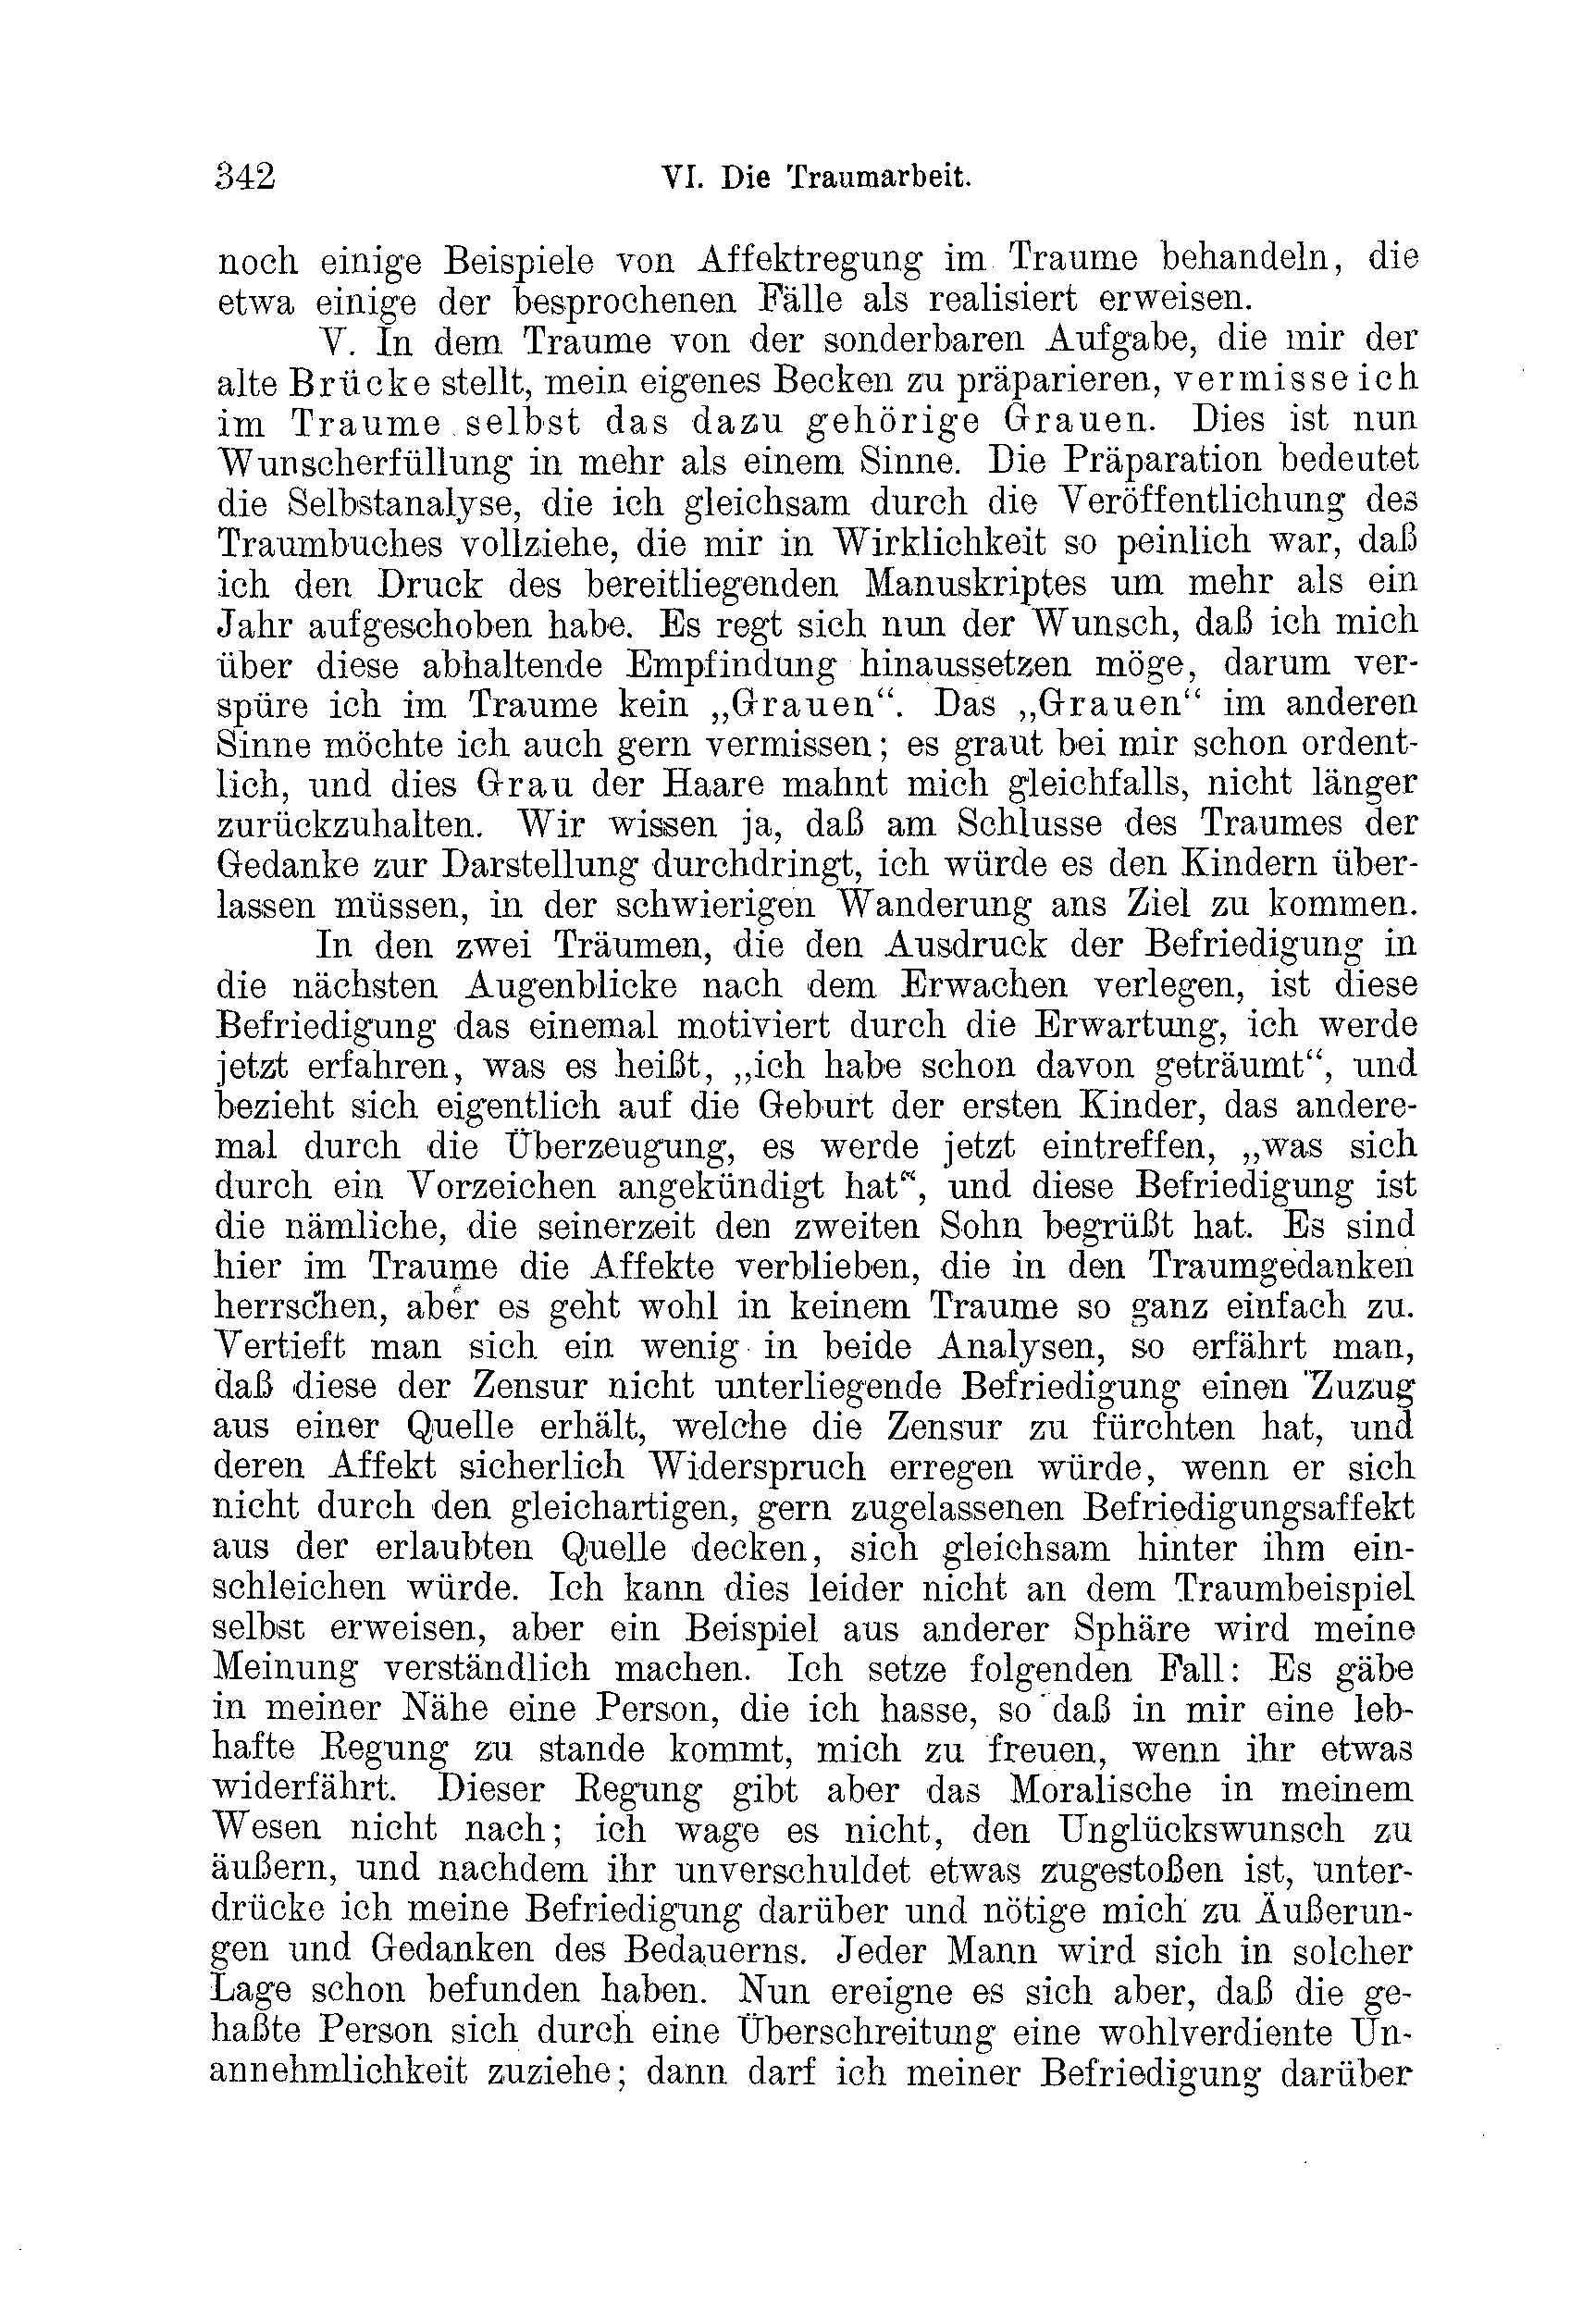 342
VI. Die Traumarbeit.
noch einige Beispiele von Affektregung im Traume behandeln, die
etwa einige der besprochenen Fälle als realisiert erweisen.
V. In dem Traume von der sonderbaren Aufgabe, die mir der
alte Brücke stellt, mein eigenes Becken zu präparieren, vermisse ich
im Traume selbst das dazu gehörige Grauen. Dies ist nun
Wunscherfüllung in mehr als einem Sinne. Die Präparation bedeutet
die Selbstanalyse, die ich gleichsam durch die Veröffentlichung des
Traumbuches vollziehe, die mir in Wirklichkeit so peinlich war, daß
ich den Druck des bereitliegenden Manuskriptes um mehr als ein
Jahr aufgeschoben habe. Es regt sich nun der Wunsch, daß ich mich
über diese abhaltende Empfindung hinaussetzen möge, darum ver-
spüre ich im Traume kein „Grauen“. Das „Grauen“ im anderen
Sinne möchte ich auch gern vermissen; es graut bei mir schon ordent-
lich, und dies Grau der Haare mahnt mich gleichfalls, nicht länger
zurückzuhalten. Wir wissen ja, daß am Schlusse des Traumes der
Gedanke zur Darstellung durchdringt, ich würde es den Kindern über-
lassen müssen, in der schwierigen Wanderung ans Ziel zu kommen.
In den zwei Träumen, die den Ausdruck der Befriedigung in
die nächsten Augenblicke nach dem Erwachen verlegen, ist diese
Befriedigung das einemal motiviert durch die Erwartung, ich werde
jetzt erfahren, was es heißt, „ich habe schon davon geträumt“, und
bezieht sich eigentlich auf die Geburt der ersten Kinder, das andere-
mal durch die Überzeugung, es werde jetzt eintreffen, „was sich
durch ein Vorzeichen angekündigt hat“, und diese Befriedigung ist
die nämliche, die seinerzeit den zweiten Sohn begrüßt hat. Es sind
hier im Traume die Affekte verblieben, die in den Traumgedanken
herrschen, aber es geht wohl in keinem Traume so ganz einfach zu.
Vertieft man sich ein wenig in beide Analysen, so erfährt man,
daß diese der Zensur nicht unterliegende Befriedigung einen Zuzug
aus einer Quelle erhält, welche die Zensur zu fürchten hat, und
deren Affekt sicherlich Widerspruch erregen würde, wenn er sich
nicht durch den gleichartigen, gern zugelassenen Befriedigungsaffekt
aus der erlaubten Quelle decken, sich gleichsam hinter ihm ein-
schleichen würde. Ich kann dies leider nicht an dem Traumbeispiel
selbst erweisen, aber ein Beispiel aus anderer Sphäre wird meine
Meinung verständlich machen. Ich setze folgenden Fall: Es gäbe
in meiner Nähe eine Person, die ich hasse, so daß in mir eine leb-
hafte Regung zu stande kommt, mich zu freuen, wenn ihr etwas
widerfährt. Dieser Regung gibt aber das Moralische in meinem
Wesen nicht nach; ich wage es nicht, den Unglückswunsch zu
äußern, und nachdem ihr unverschuldet etwas zugestoßen ist, unter-
drücke ich meine Befriedigung darüber und nötige mich zu Äußerun-
gen und Gedanken des Bedauerns. Jeder Mann wird sich in solcher
Lage schon befunden haben. Nun ereigne es sich aber, daß die ge-
haßte Person sich durch eine Überschreitung eine wohlverdiente Un-
annehmlichkeit zuziehe; dann darf ich meiner Befriedigung darüber